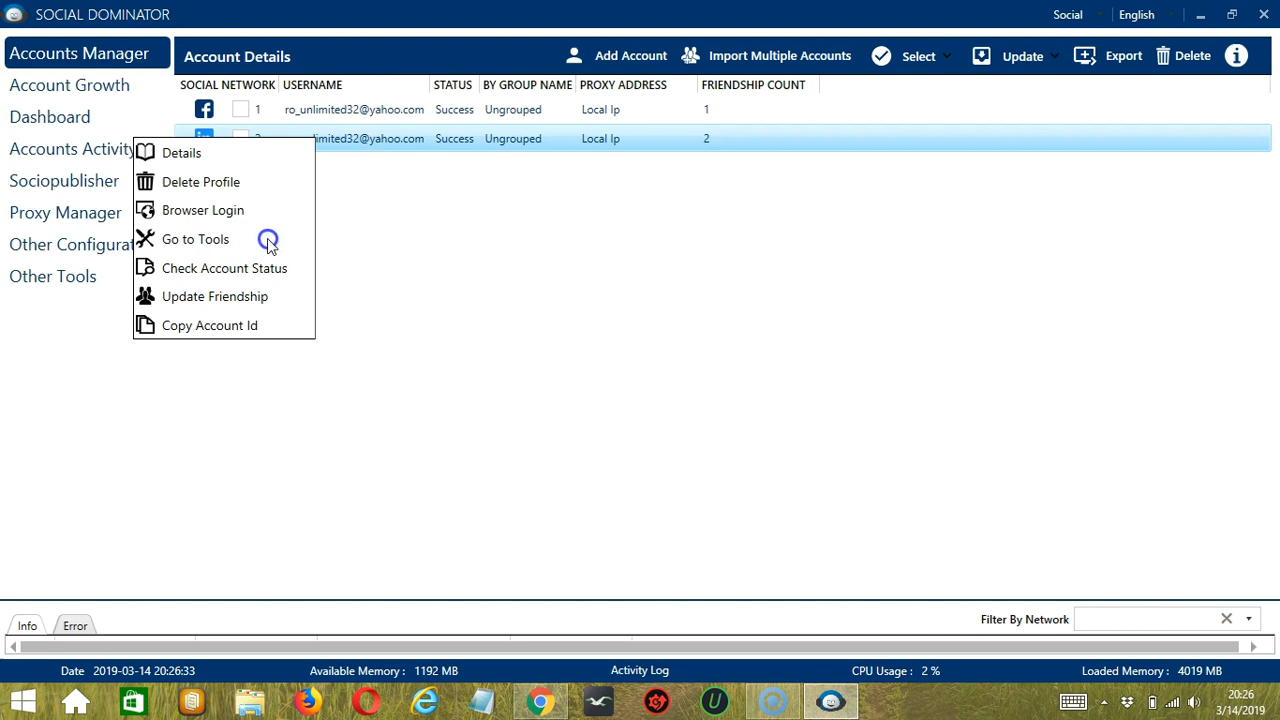 SOCIAL DOMINATOR
Social English
Accounts Manager
Account Growth
Dashboard
Accounts Activity
Sociopublisher
Proxy Manager
Other Configurat
Other Tools
Account Details Add Account Import Multiple Accounts Select Update Export Delete
SOCIAL NETWORK USERNAME STATUS BY GROUP NAME PROXY ADDRESS FRIENDSHIP COUNT
1 ro_unlimited32@yahoo.com Success Ungrouped Local Ip 1
limited32@yahoo.com Success Ungrouped Local Ip 2
Details
Delete Profile
Browser Login
Go to Tools
Check Account Status
Update Friendship
Copy Account Id
Info Error Filter By Network
Date 2019-03-14 20:26:33 Available Memory : 1192 MB Activity Log CPU Usage : 2 % Loaded Memory : 4019 MB
20:26
3/14/2019